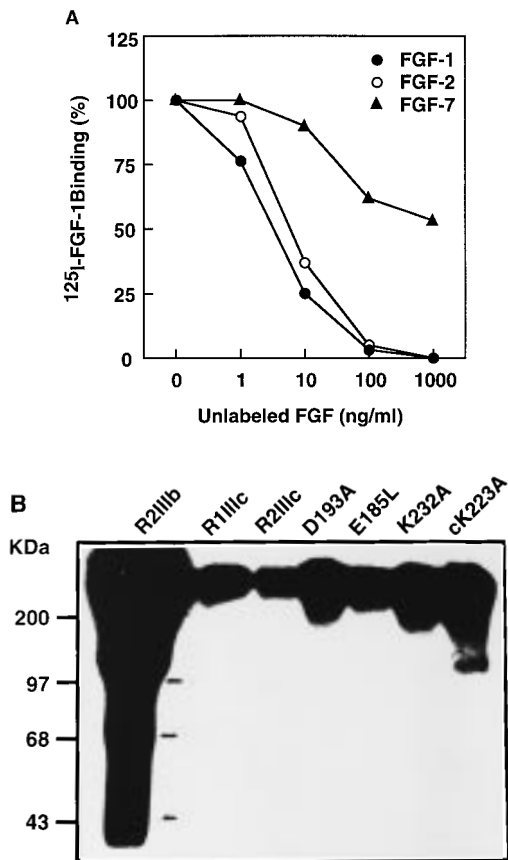 A
125
100
75
50
25
0
125I-FGF-1Binding (%)
FGF-1
FGF-2
FGF-7
0 1 10 100 1000
Unlabeled FGF (ng/ml)
B
R2IIIb R1IIIc R2IIIc D193A E185L K232A cK223A
KDa
200
97
68
43